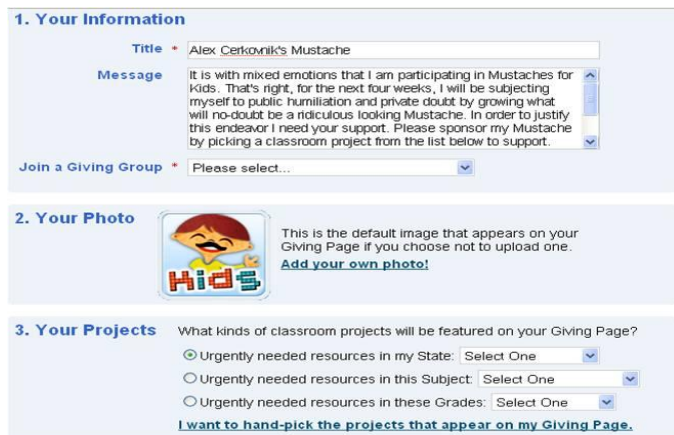 1. Your Information
Title * Alex Cerkovnik's Mustache
Message It is with mixed emotions that I am participating in Mustaches for
Kids. That's right, for the next four weeks, I will be subjecting
myself to public humiliation and private doubt by growing what
will no-doubt be a ridiculous looking Mustache. In order to justify
this endeavor I need your support. Please sponsor my Mustache
by picking a classroom project from the list below to support.
Join a Giving Group * Please select...
2. Your Photo
Kids
This is the default image that appears on your
Giving Page if you choose not to upload one.
Add your own photo!
3. Your Projects What kinds of classroom projects will be featured on your Giving Page?
Urgently needed resources in my State: Select One
Urgently needed resources in this Subject: Select One
Urgently needed resources in these Grades: Select One
I want to hand-pick the projects that appear on my Giving Page.